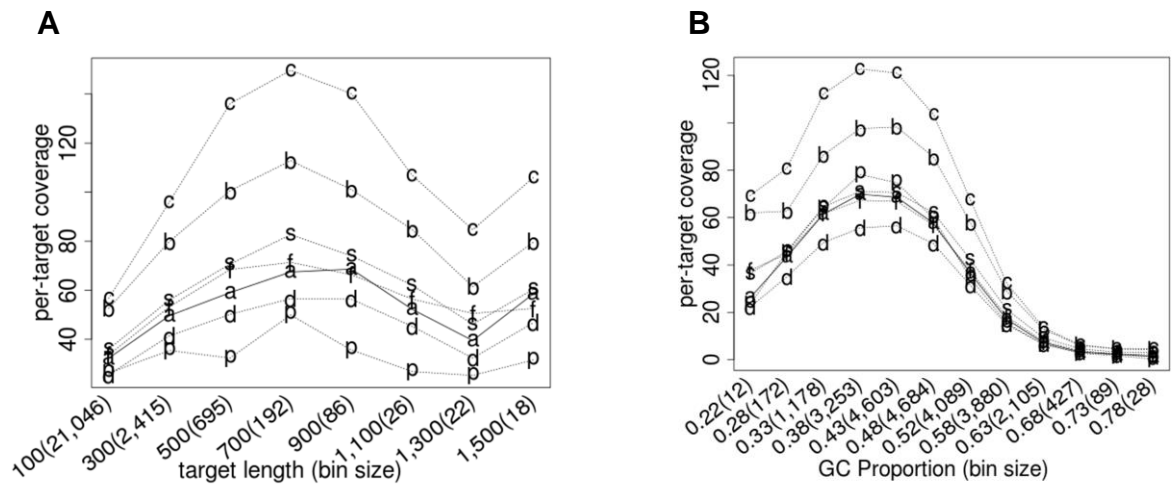 A
B
per-target coverage
120
80
60
40
c c c c c c c c
b b b b b b b b
s s s s s s s s
f f f f f f f f
a a a a a a a a
d d d d d d d d
p p p p p p p p
100(21,046)
300(2,415)
500(695)
700(192)
900(86)
1,100(26)
1,300(22)
1,500(18)
target length (bin size)
per-target coverage
120
80
60
40
20
0
c c c c c c c c
b b b b b b b b
p p
s s s
d d d d d d d
0.22(12)
0.28(172)
0.33(1,178)
0.38(3,253)
0.43(4,603)
0.48(4,684)
0.52(4,089)
0.58(3,880)
0.63(2,105)
0.68(427)
0.73(89)
0.78(28)
GC Proportion (bin size)